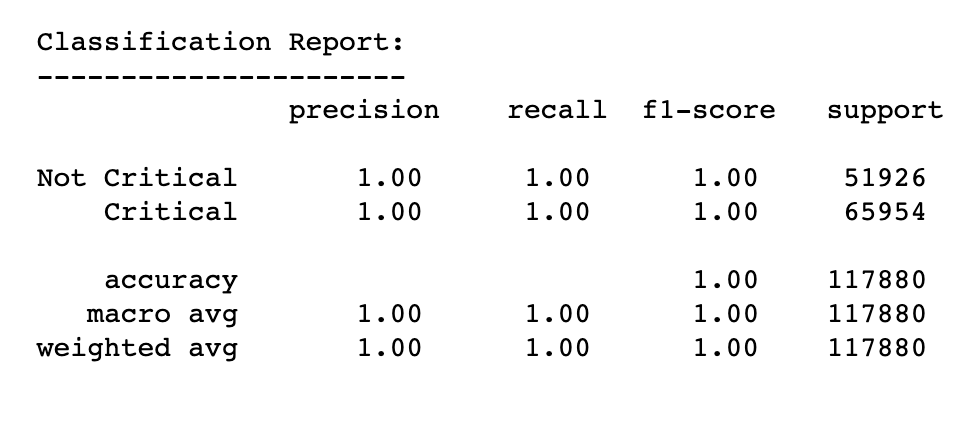 Classification Report:
----------------------
precision recall f1-score support
Not Critical 1.00 1.00 1.00 51926
Critical 1.00 1.00 1.00 65954
accuracy 1.00 117880
macro avg 1.00 1.00 1.00 117880
weighted avg 1.00 1.00 1.00 117880